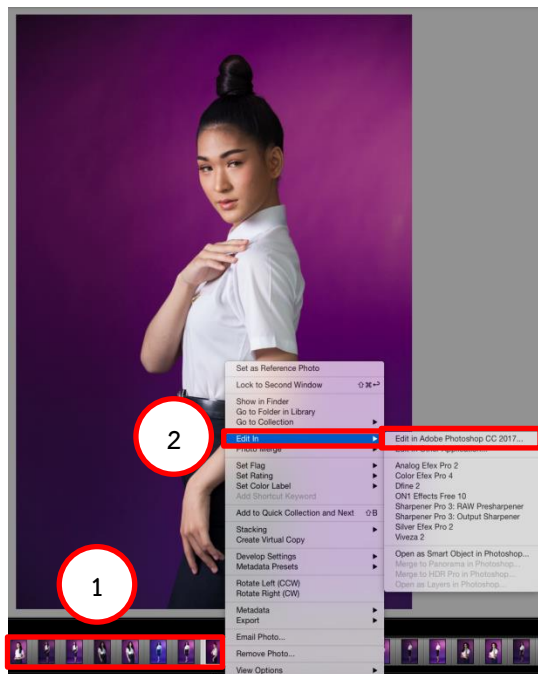 Set as Reference Photo
Lock to Second Window ⇧⌘↩
Show in Finder
Go to Folder in Library
Go to Collection
2
Edit In
Edit in Adobe Photoshop CC 2017...
Photo Merge
Edit in Other Application...
Set Flag
Set Rating
Set Color Label
Add Shortcut Keyword
Analog Efex Pro 2
Color Efex Pro 4
Dfine 2
ON1 Effects Free 10
Sharpener Pro 3: RAW Presharpener
Sharpener Pro 3: Output Sharpener
Silver Efex Pro 2
Viveza 2
Add to Quick Collection and Next ⇧B
Stacking
Create Virtual Copy
Open as Smart Object in Photoshop...
Merge to Panorama in Photoshop...
Merge to HDR Pro in Photoshop...
Open as Layers in Photoshop...
Develop Settings
Metadata Presets
1
Rotate Left (CCW)
Rotate Right (CW)
Metadata
Export
Email Photo...
Remove Photo...
View Options